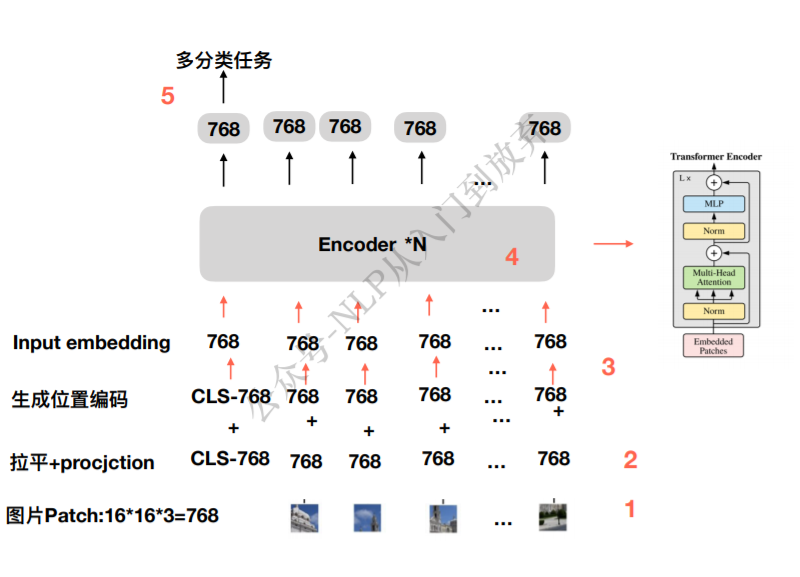 多分类任务
5
768 768 768 768 768
...
Transformer Encoder
L×
+
MLP
Norm
+
Multi-Head
Attention
Norm
Embedded
Patches
Encoder *N
4
...
Input embedding 768 768 768 768 ... 768
...
3
生成位置编码 CLS-768 768 768 768 ... 768
+ + + + ... +
拉平+procjction CLS-768 768 768 768 ... 768
2
图片Patch:16*16*3=768 ...
1
公众号-NLP从入门到放弃